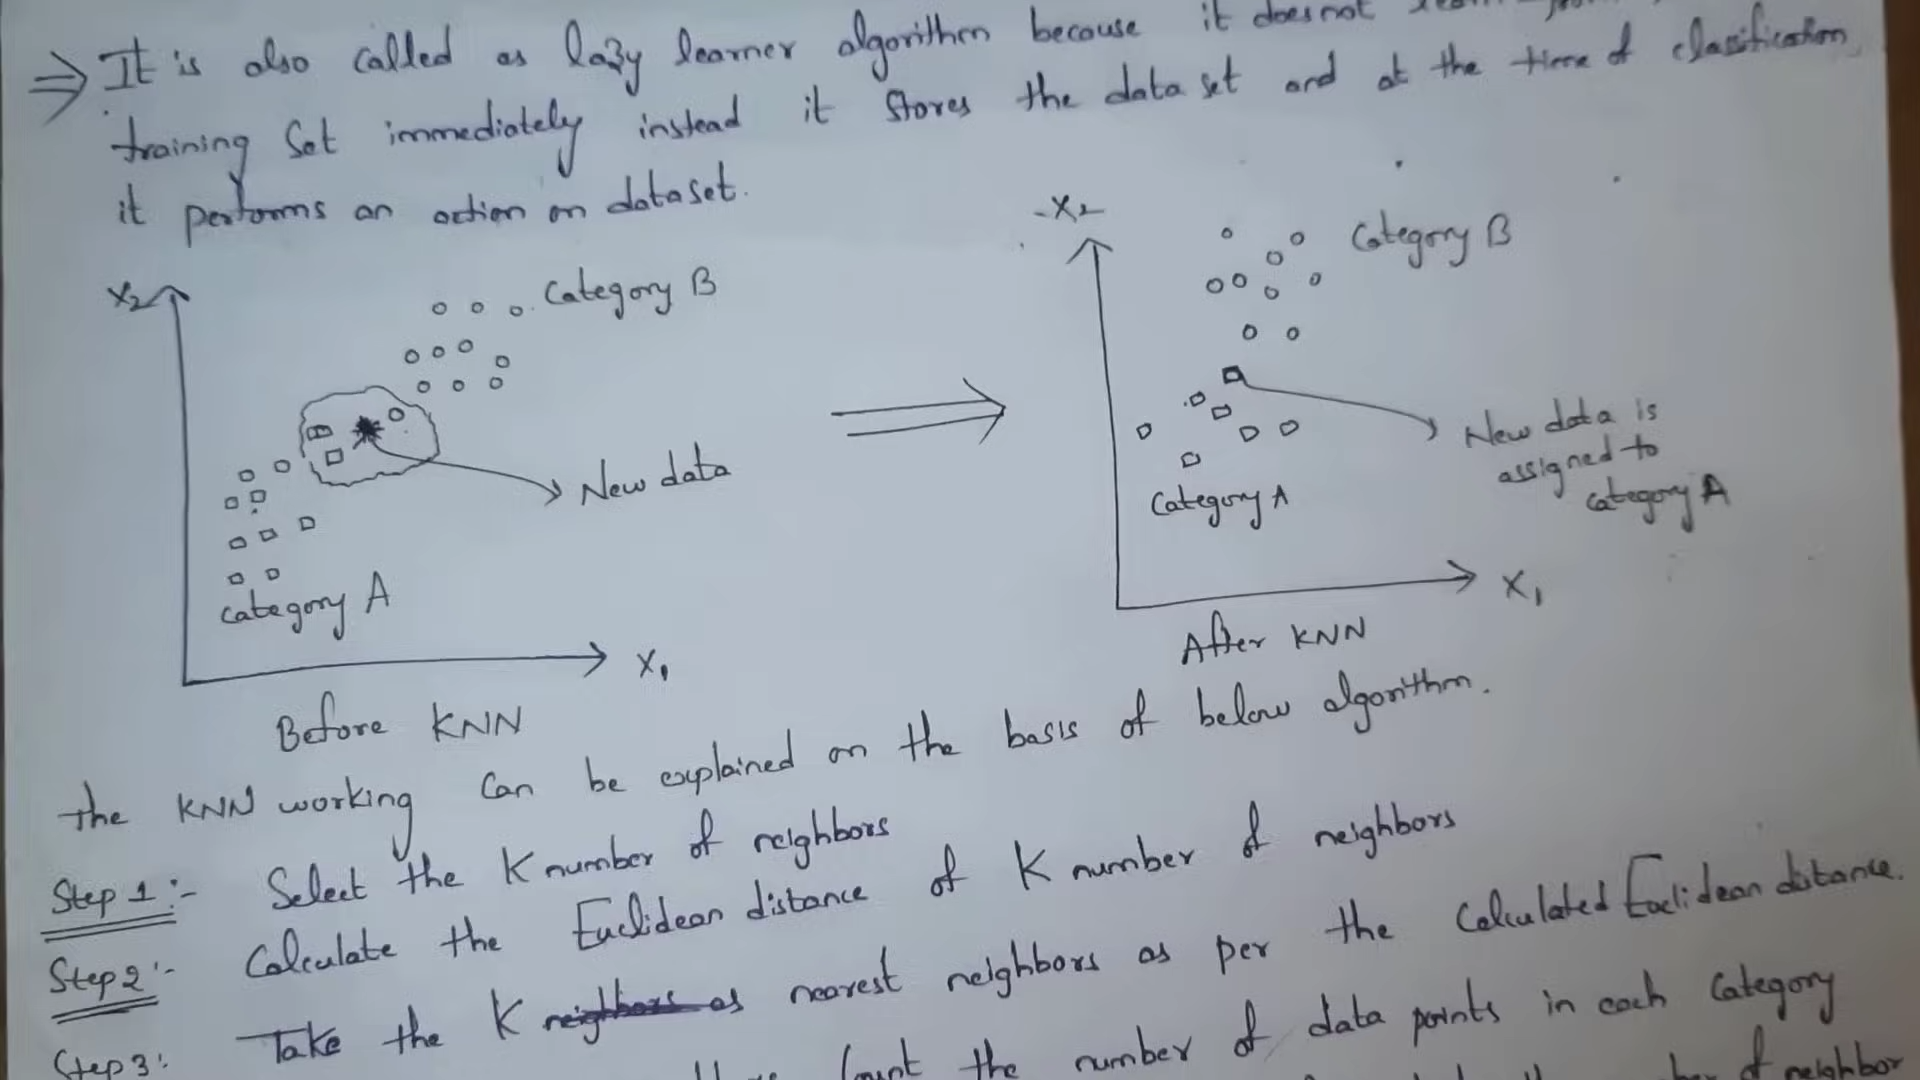 ⇒ It is also called as lazy learner algorithm because it does not
training Set immediately instead it Stores the data set and at the time of classification
it performs an action on dataset.
X2
Category B
New data
Category A
X1
Before KNN
-X2
Category B
New data is
assigned to
category A
Category A
X1
After KNN
the KNN working Can be explained on the basis of below algorithm.
Step 1:- Select the K number of neighbors
Step 2:- Calculate the Euclidean distance of K number of neighbors
Step 3: Take the K nearest neighbors as per the Calculated Euclidean distance.
Count the number of data points in each Category
of neighbor